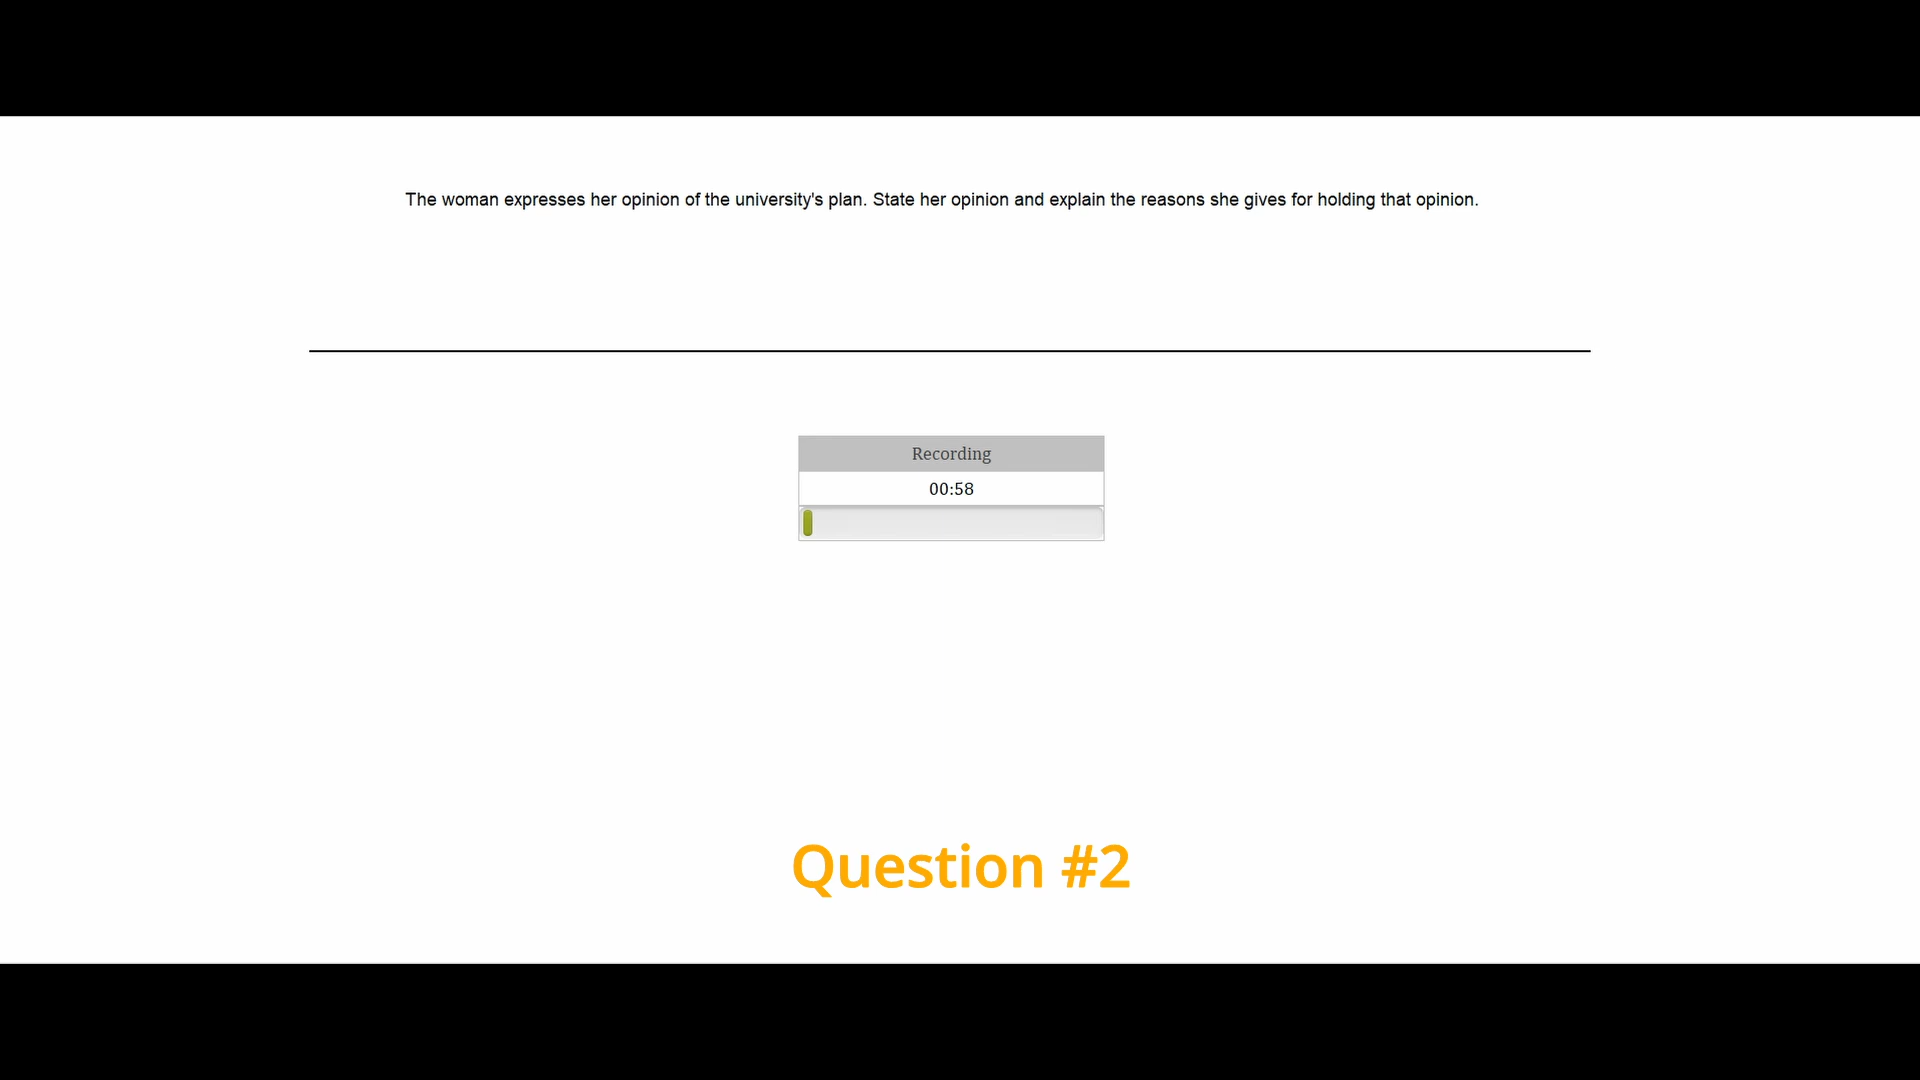 The woman expresses her opinion of the university's plan. State her opinion and explain the reasons she gives for holding that opinion.
Recording
00:58
Question #2